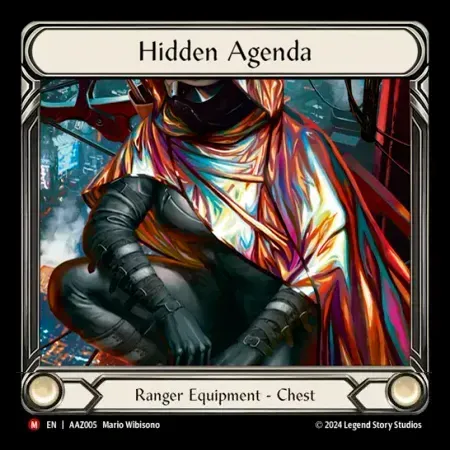 Hidden Agenda
Ranger Equipment - Chest
M EN | AAZ005 Mario Wibisono © 2024 Legend Story Studios